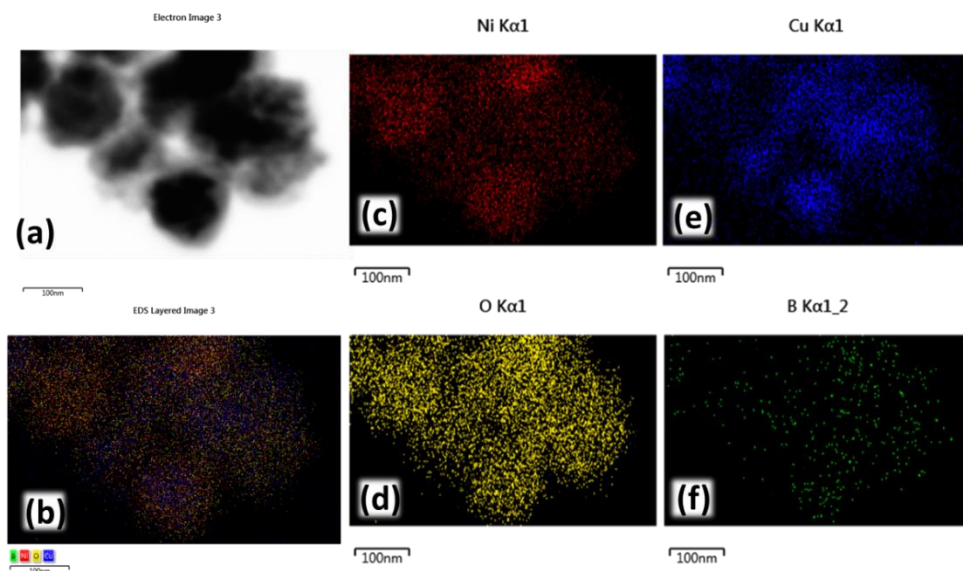 Electron Image 3
Ni Kα1
Cu Kα1
(a)
(c)
(e)
100nm
100nm
100nm
EDS Layered Image 3
O Kα1
B Kα1_2
(b)
(d)
(f)
B Ni O Cu
100nm
100nm
100nm